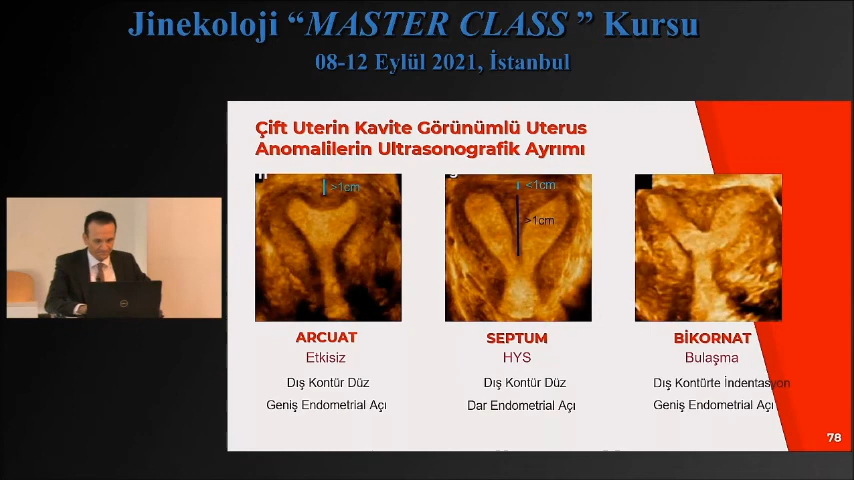 Jinekoloji “MASTER CLASS ” Kursu
08-12 Eylül 2021, İstanbul
Çift Uterin Kavite Görünümlü Uterus
Anomalilerin Ultrasonografik Ayrımı
>1cm
<1cm
>1cm
ARCUAT
Etkisiz
Dış Kontür Düz
Geniş Endometrial Açı
SEPTUM
HYS
Dış Kontür Düz
Dar Endometrial Açı
BİKORNAT
Bulaşma
Dış Kontürte İndentasyon
Geniş Endometrial Açı
78